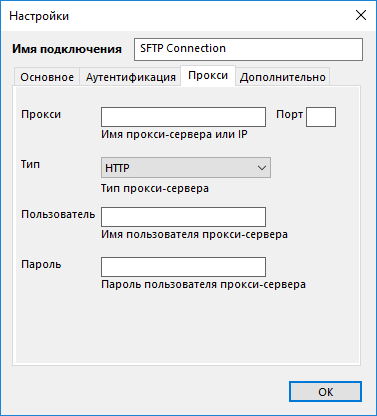 Настройки
Имя подключения SFTP Connection
Основное Аутентификация Прокси Дополнительно
Прокси Порт
Имя прокси-сервера или IP
Тип HTTP
Тип прокси-сервера
Пользователь
Имя пользователя прокси-сервера
Пароль
Пароль пользователя прокси-сервера
OK